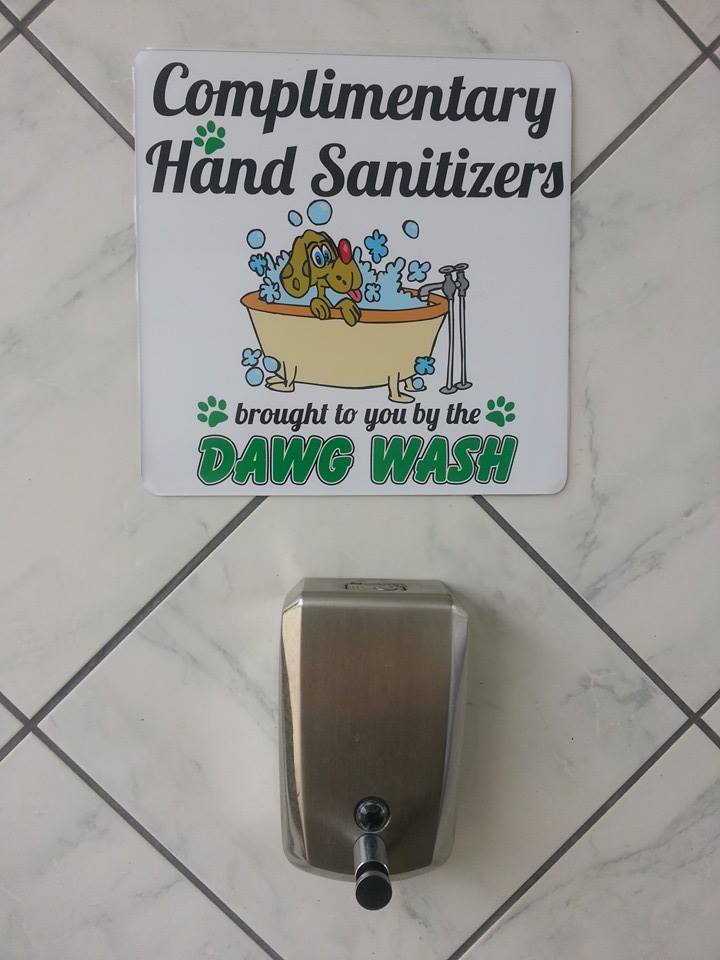 Complimentary
Hand Sanitizers
brought to you by the
DAWG WASH